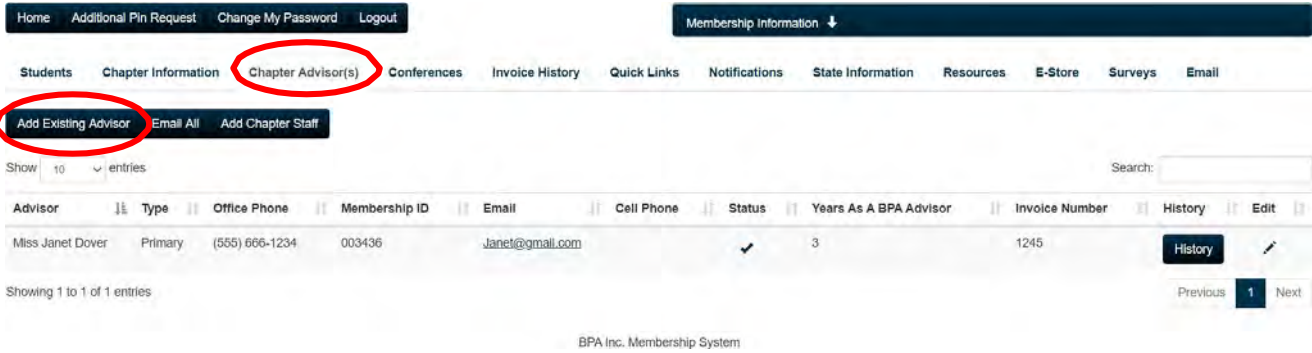 Home Additional Pin Request Change My Password Logout Membership Information
Students Chapter Information Chapter Advisor(s) Conferences Invoice History Quick Links Notifications State Information Resources E-Store Surveys Email
Add Existing Advisor Email All Add Chapter Staff
Show 10 entries Search:
Advisor Type Office Phone Membership ID Email Cell Phone Status Years As A BPA Advisor Invoice Number History Edit
Miss Janet Dover Primary (555) 666-1234 003436 Janet@gmail.com 3 1245 History
Showing 1 to 1 of 1 entries Previous 1 Next
BPA Inc. Membership System